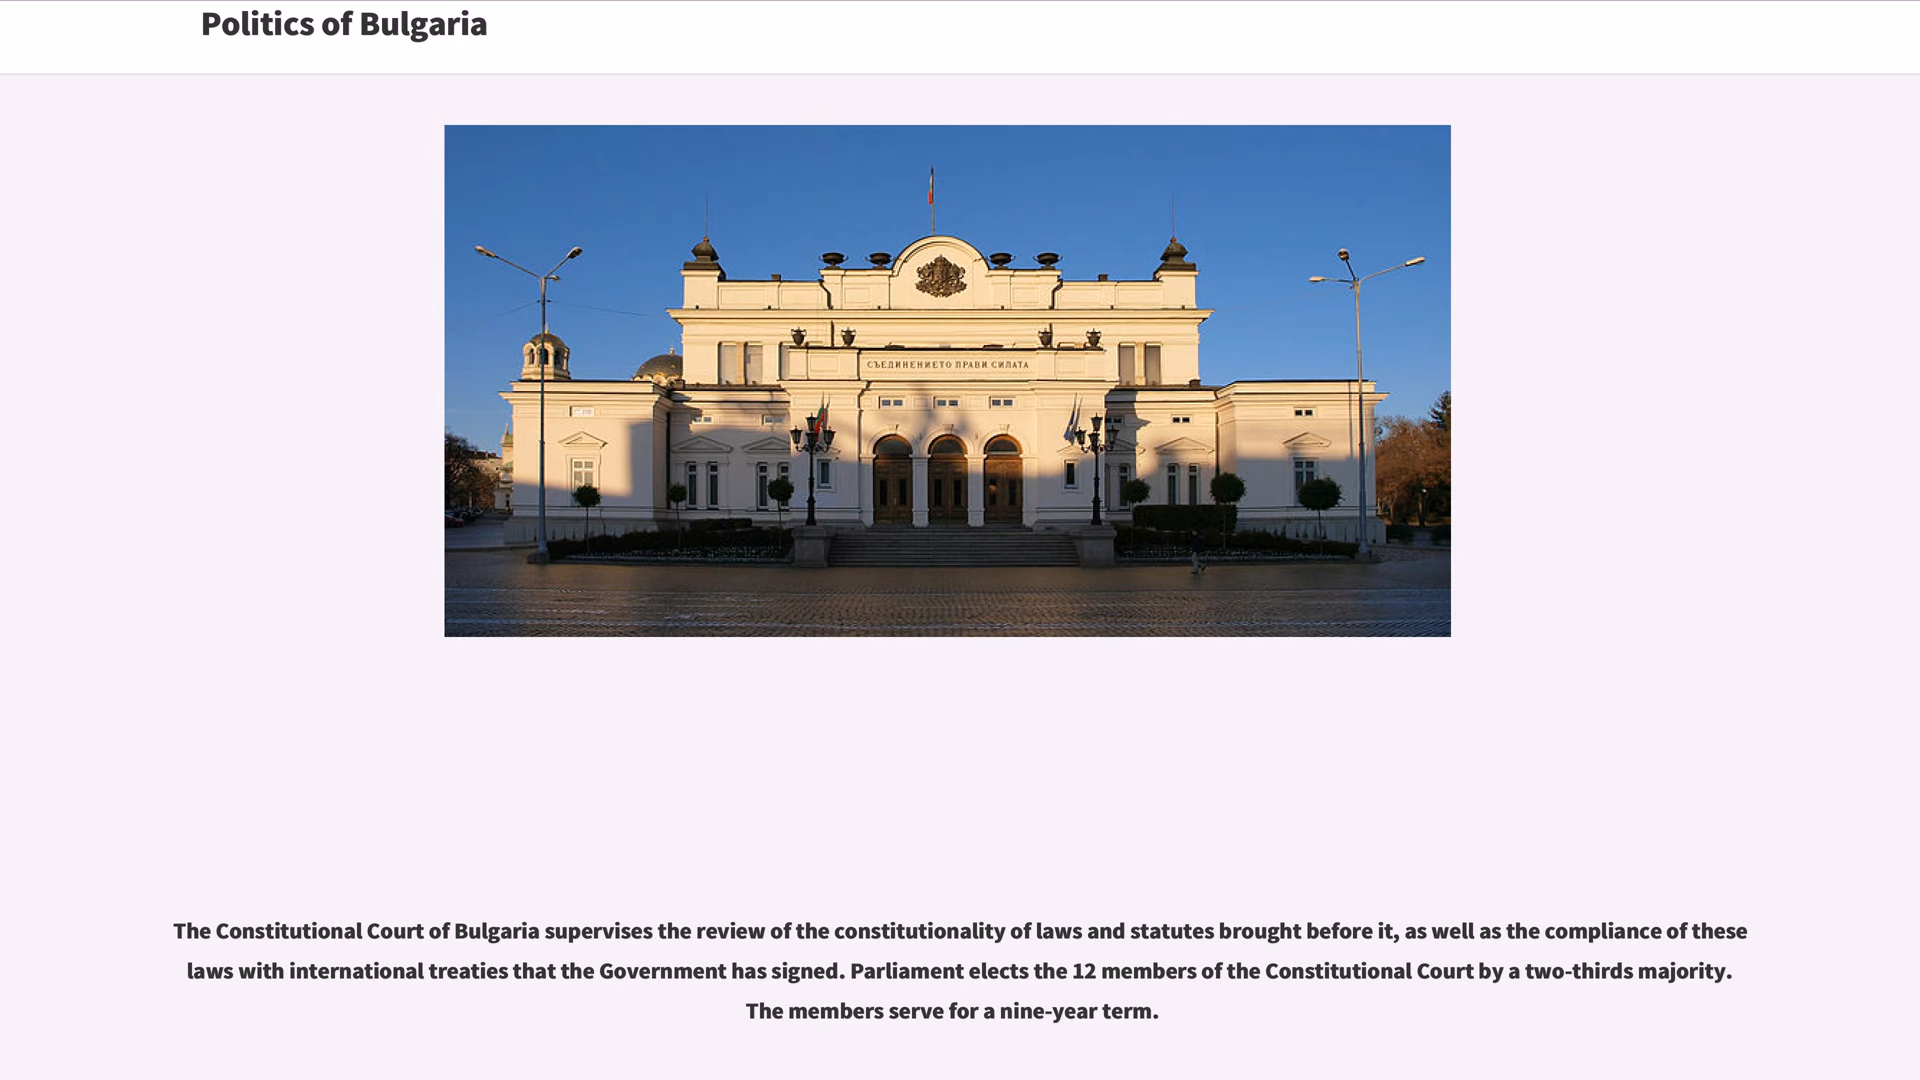 Politics of Bulgaria
СЪЕДИНЕНИЕТО ПРАВИ СИЛАТА
The Constitutional Court of Bulgaria supervises the review of the constitutionality of laws and statutes brought before it, as well as the compliance of these
laws with international treaties that the Government has signed. Parliament elects the 12 members of the Constitutional Court by a two-thirds majority.
The members serve for a nine-year term.